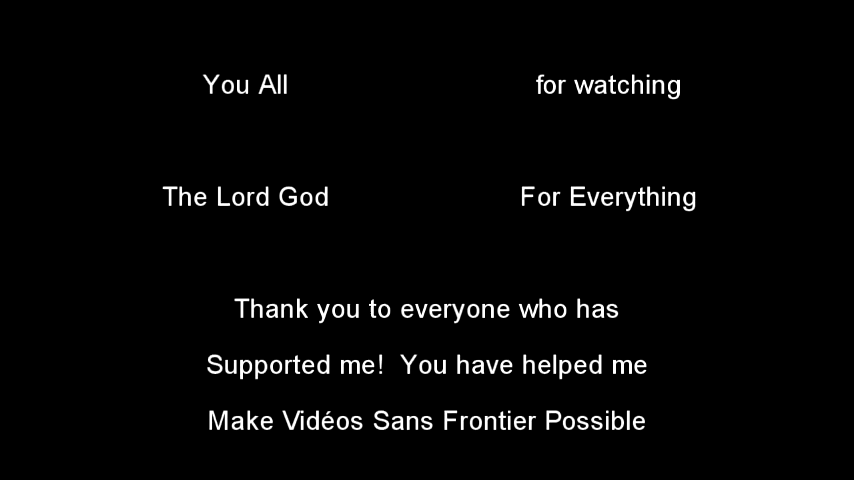 You All for watching
The Lord God For Everything
Thank you to everyone who has
Supported me! You have helped me
Make Vidéos Sans Frontier Possible